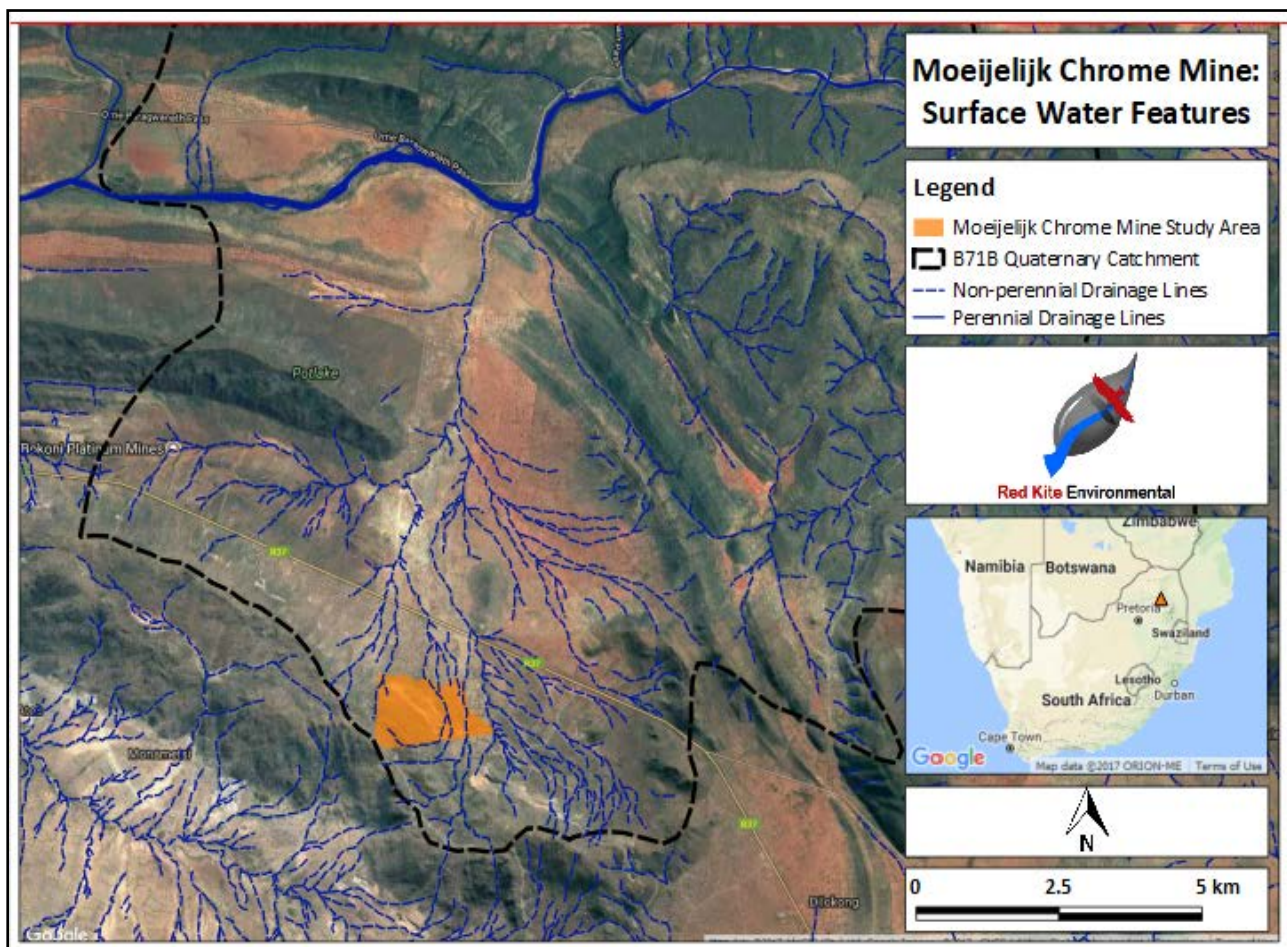 Moeijelijk Chrome Mine:
Surface Water Features
Legend
Moeijelijk Chrome Mine Study Area
B71B Quaternary Catchment
Non-perennial Drainage Lines
Perennial Drainage Lines
Red Kite Environmental
Zimbabwe
Namibia
Botswana
Pretoria
Swaziland
Lesotho
Durban
South Africa
Cape Town
Google
Map data ©2017 ORION-ME
Terms of Use
N
0 2.5 5 km
Potlake
Bokoni Platinum Mines
R37
R37
R37
Monametsi
Dilokong
Google